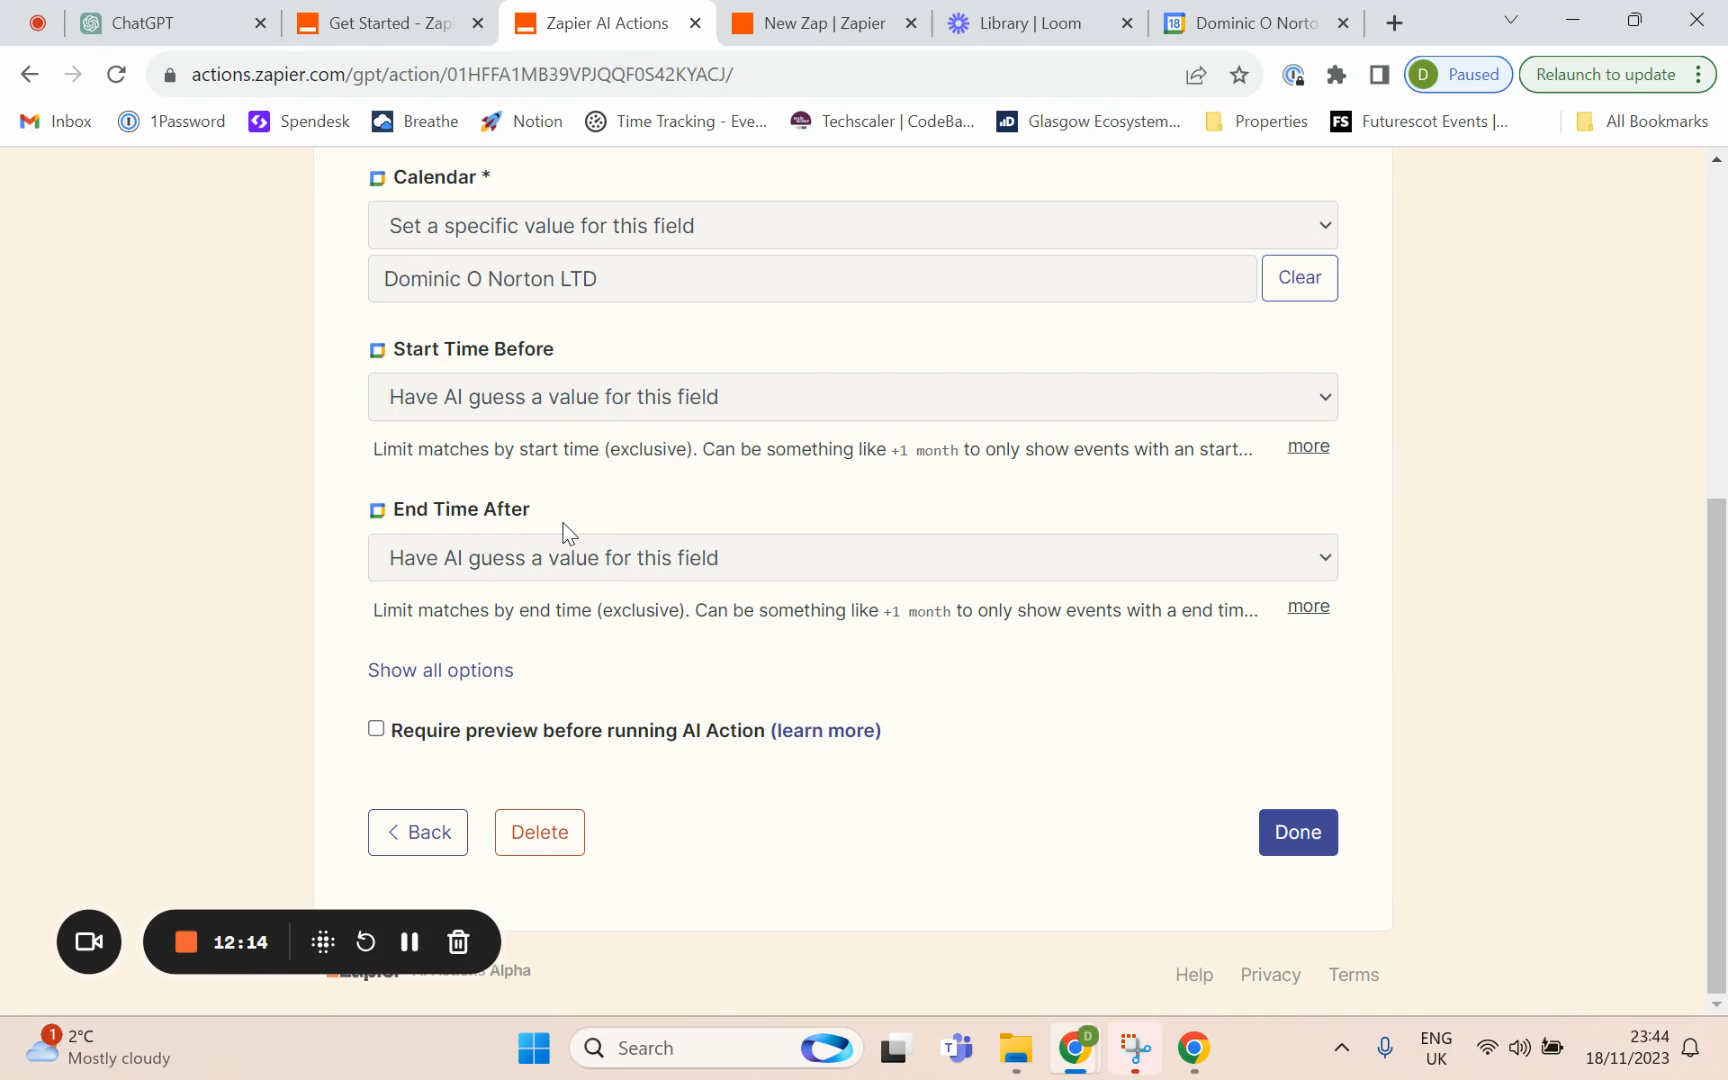 ChatGPT
Get Started - Zap
Zapier AI Actions
New Zap | Zapier
Library | Loom
18
Dominic O Norto
actions.zapier.com/gpt/action/01HFFA1MB39VPJQQF0S42KYACJ/
D Paused
Relaunch to update
Inbox
1Password
Spendesk
Breathe
Notion
Time Tracking - Eve...
Techscaler | CodeBa...
Glasgow Ecosystem...
Properties
FS Futurescot Events |...
All Bookmarks
Calendar *
Set a specific value for this field
Dominic O Norton LTD
Clear
Start Time Before
Have AI guess a value for this field
Limit matches by start time (exclusive). Can be something like +1 month to only show events with an start...
more
End Time After
Have AI guess a value for this field
Limit matches by end time (exclusive). Can be something like +1 month to only show events with a end tim...
more
Show all options
Require preview before running AI Action (learn more)
Back
Delete
Done
12:14
Alpha
Help
Privacy
Terms
1
2°C
Mostly cloudy
Search
D
ENG
UK
23:44
18/11/2023